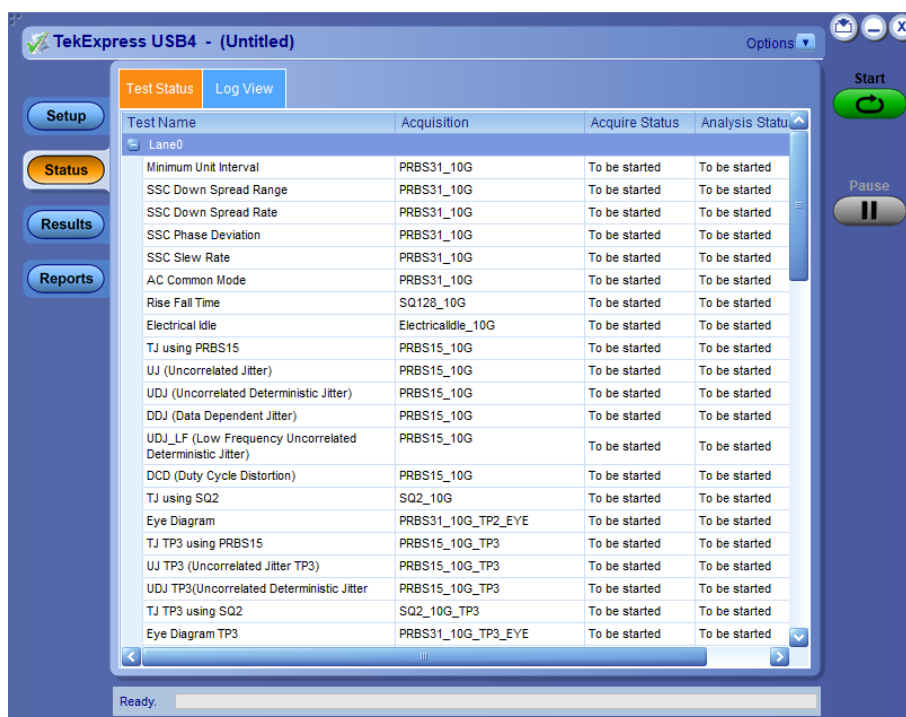 TekExpress USB4 - (Untitled)
Options
X
Start
Pause
Setup
Status
Results
Reports
Test Status Log View
Test Name Acquisition Acquire Status Analysis Statu
Lane0
Minimum Unit Interval PRBS31_10G To be started To be started
SSC Down Spread Range PRBS31_10G To be started To be started
SSC Down Spread Rate PRBS31_10G To be started To be started
SSC Phase Deviation PRBS31_10G To be started To be started
SSC Slew Rate PRBS31_10G To be started To be started
AC Common Mode PRBS31_10G To be started To be started
Rise Fall Time SQ128_10G To be started To be started
Electrical Idle ElectricalIdle_10G To be started To be started
TJ using PRBS15 PRBS15_10G To be started To be started
UJ (Uncorrelated Jitter) PRBS15_10G To be started To be started
UDJ (Uncorrelated Deterministic Jitter) PRBS15_10G To be started To be started
DDJ (Data Dependent Jitter) PRBS15_10G To be started To be started
UDJ_LF (Low Frequency Uncorrelated PRBS15_10G To be started To be started
Deterministic Jitter)
DCD (Duty Cycle Distortion) PRBS15_10G To be started To be started
TJ using SQ2 SQ2_10G To be started To be started
Eye Diagram PRBS31_10G_TP2_EYE To be started To be started
TJ TP3 using PRBS15 PRBS15_10G_TP3 To be started To be started
UJ TP3 (Uncorrelated Jitter TP3) PRBS15_10G_TP3 To be started To be started
UDJ TP3(Uncorrelated Deterministic Jitter PRBS15_10G_TP3 To be started To be started
TJ TP3 using SQ2 SQ2_10G_TP3 To be started To be started
Eye Diagram TP3 PRBS31_10G_TP3_EYE To be started To be started
Ready.